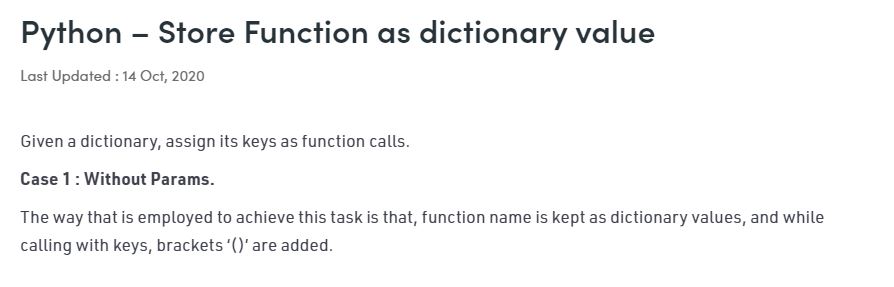 Python – Store Function as dictionary value
Last Updated : 14 Oct, 2020
Given a dictionary, assign its keys as function calls.
Case 1 : Without Params.
The way that is employed to achieve this task is that, function name is kept as dictionary values, and while
calling with keys, brackets ‘()’ are added.